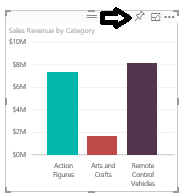 Sales Revenue by Category
$10M
$8M
$6M
$4M
$2M
$0M
Action
Figures
Arts and
Crafts
Remote
Control
Vehicles